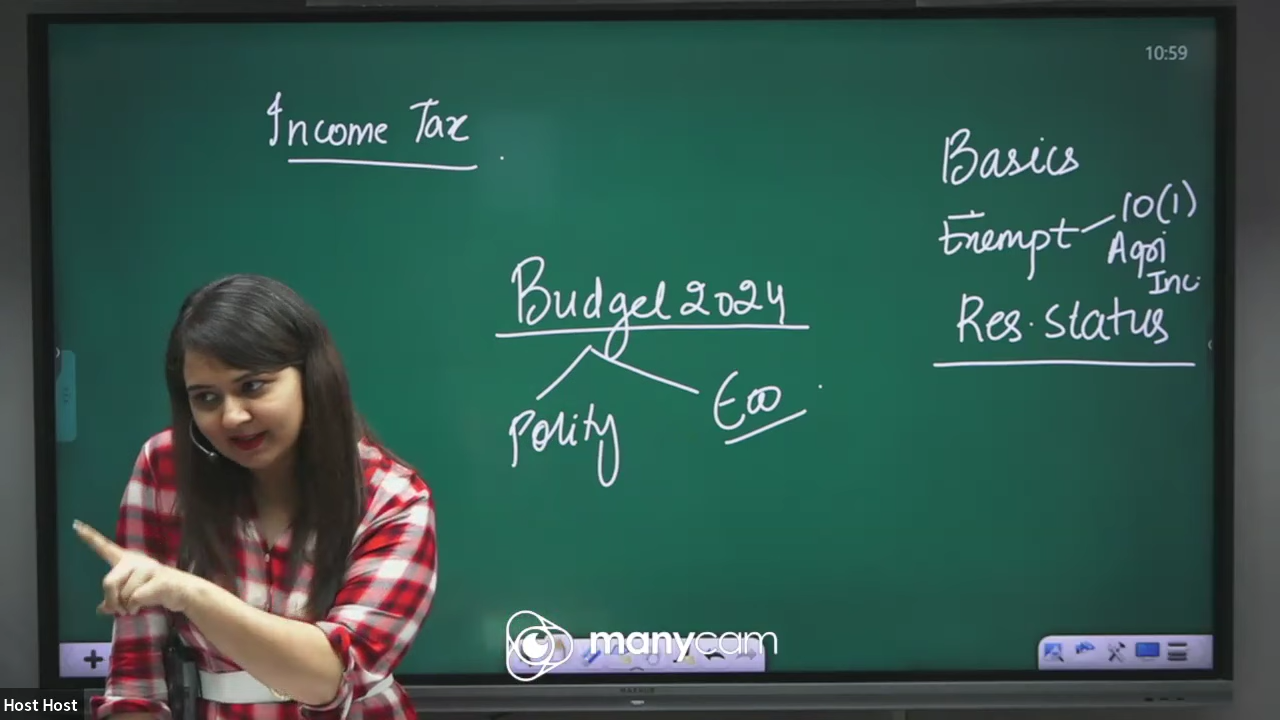 10:59
Income Tax
Basics
Exempt 10(1)
Agri
Inc.
Budget 2024
Res. Status
Polity Eco
manycam
Host Host